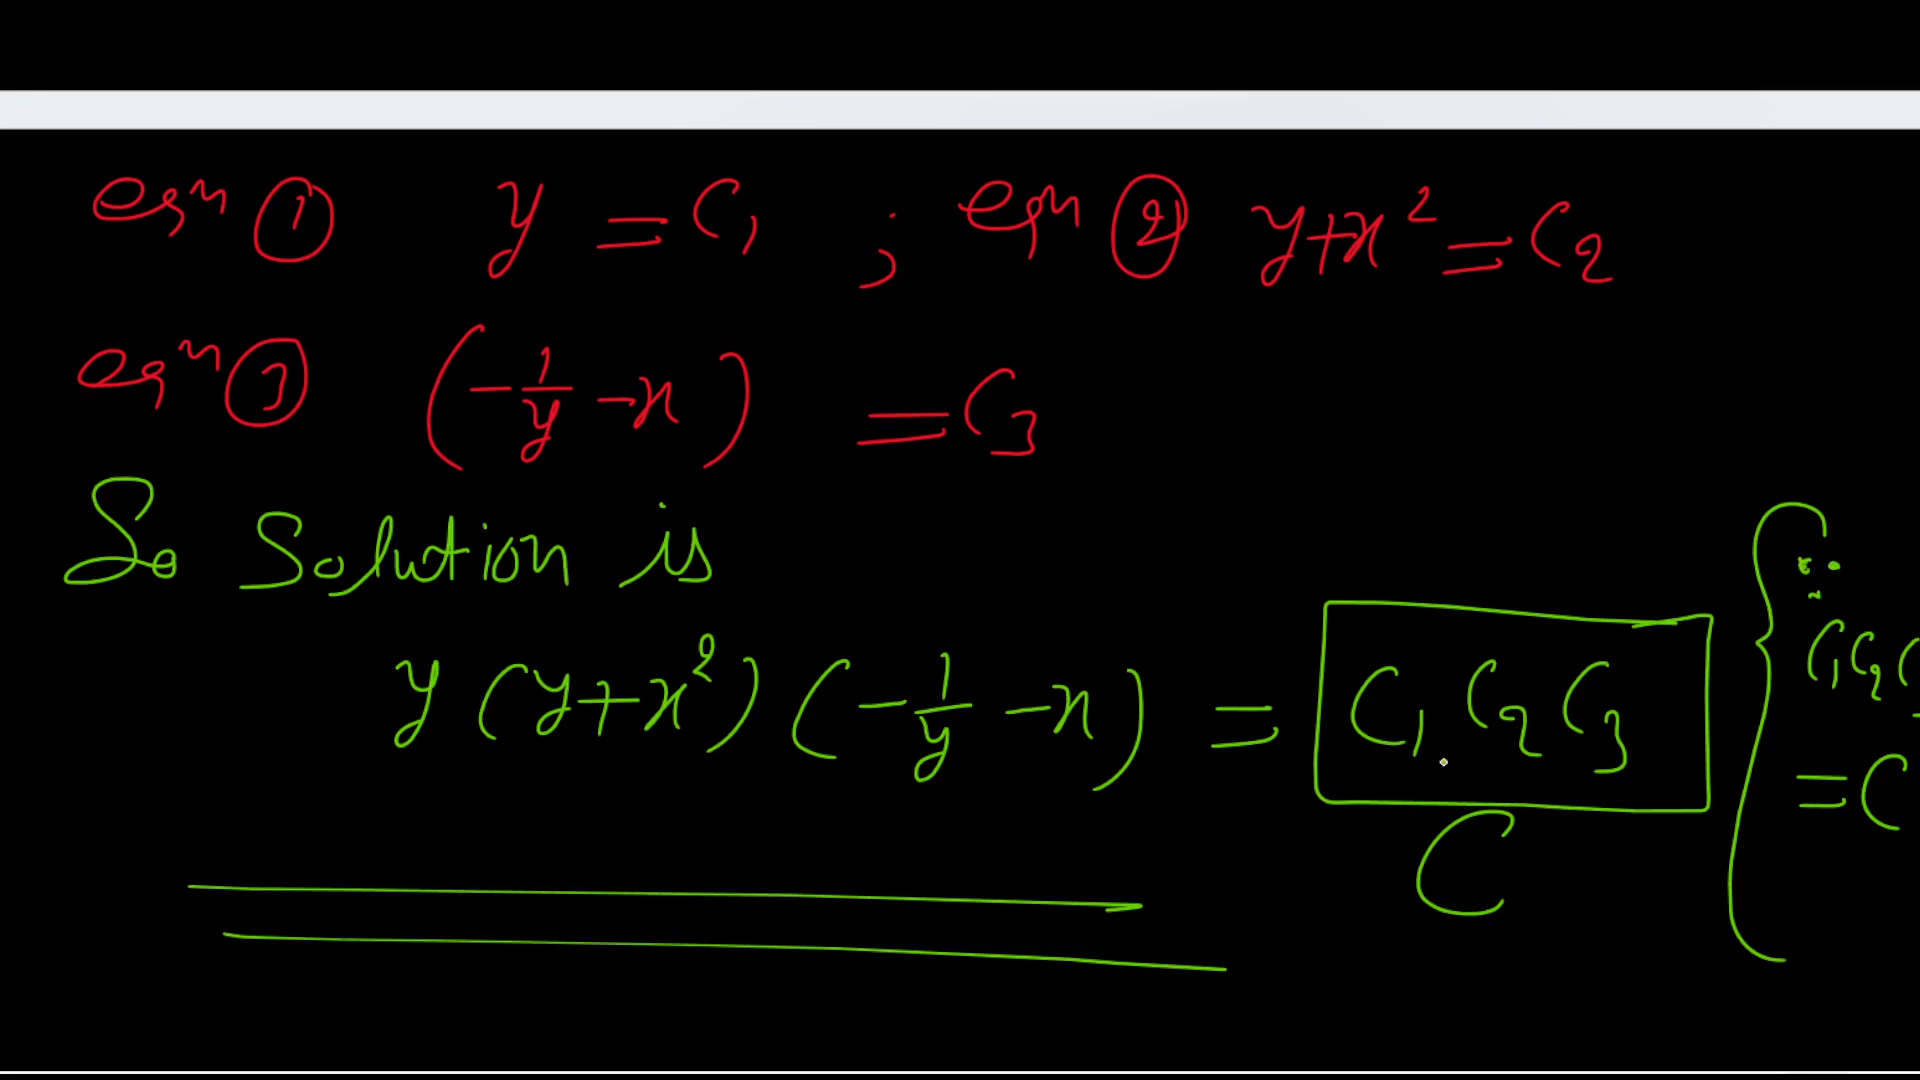 eqn ① y = C₁ ; eqn ② y+x² = C₂
eqn ③ (-1/y - x) = C₃
So Solution is
y(y+x²)(-1/y - x) = C₁C₂C₃
C
∵
C₁C₂C
= C